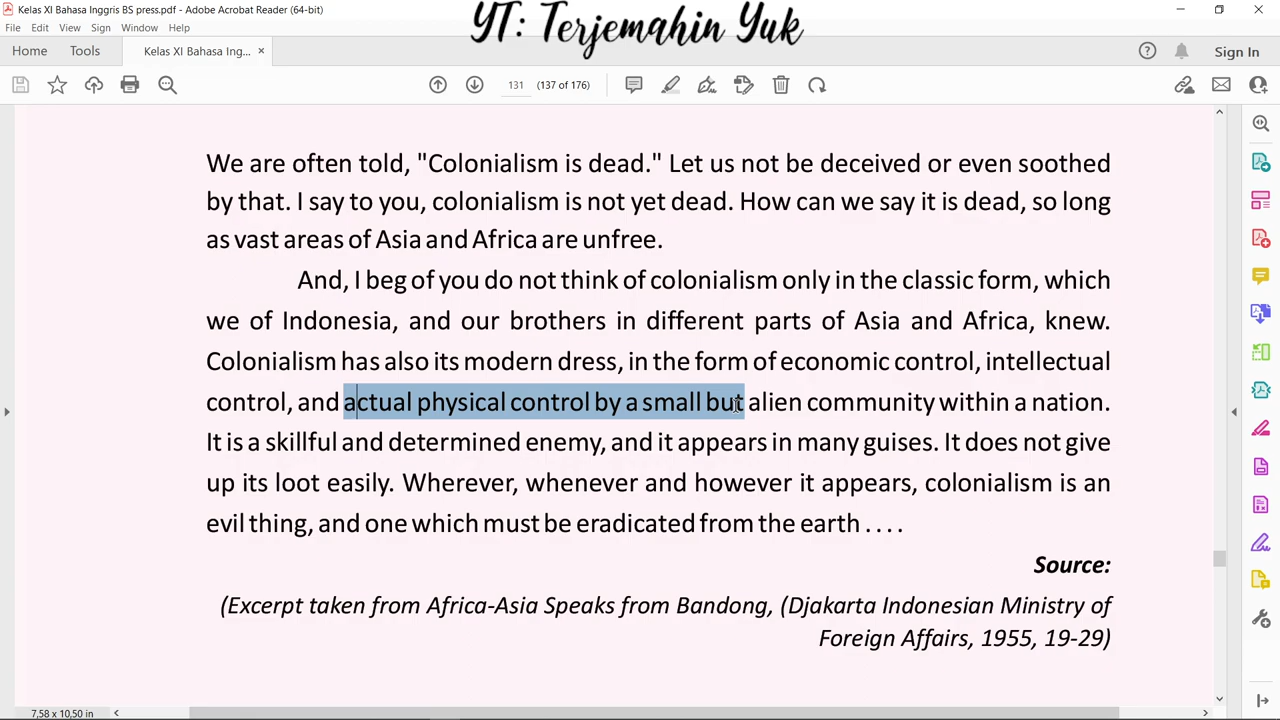 YT: Terjemahin Yuk
Kelas XI Bahasa Inggris BS press.pdf - Adobe Acrobat Reader (64-bit)
File Edit View Sign Window Help
Home Tools Kelas XI Bahasa Ing... × Sign In
131 (137 of 176)
We are often told, "Colonialism is dead." Let us not be deceived or even soothed
by that. I say to you, colonialism is not yet dead. How can we say it is dead, so long
as vast areas of Asia and Africa are unfree.
And, I beg of you do not think of colonialism only in the classic form, which
we of Indonesia, and our brothers in different parts of Asia and Africa, knew.
Colonialism has also its modern dress, in the form of economic control, intellectual
control, and actual physical control by a small but alien community within a nation.
It is a skillful and determined enemy, and it appears in many guises. It does not give
up its loot easily. Wherever, whenever and however it appears, colonialism is an
evil thing, and one which must be eradicated from the earth . . . .
Source:
(Excerpt taken from Africa-Asia Speaks from Bandong, (Djakarta Indonesian Ministry of
Foreign Affairs, 1955, 19-29)
7,58 x 10,50 in